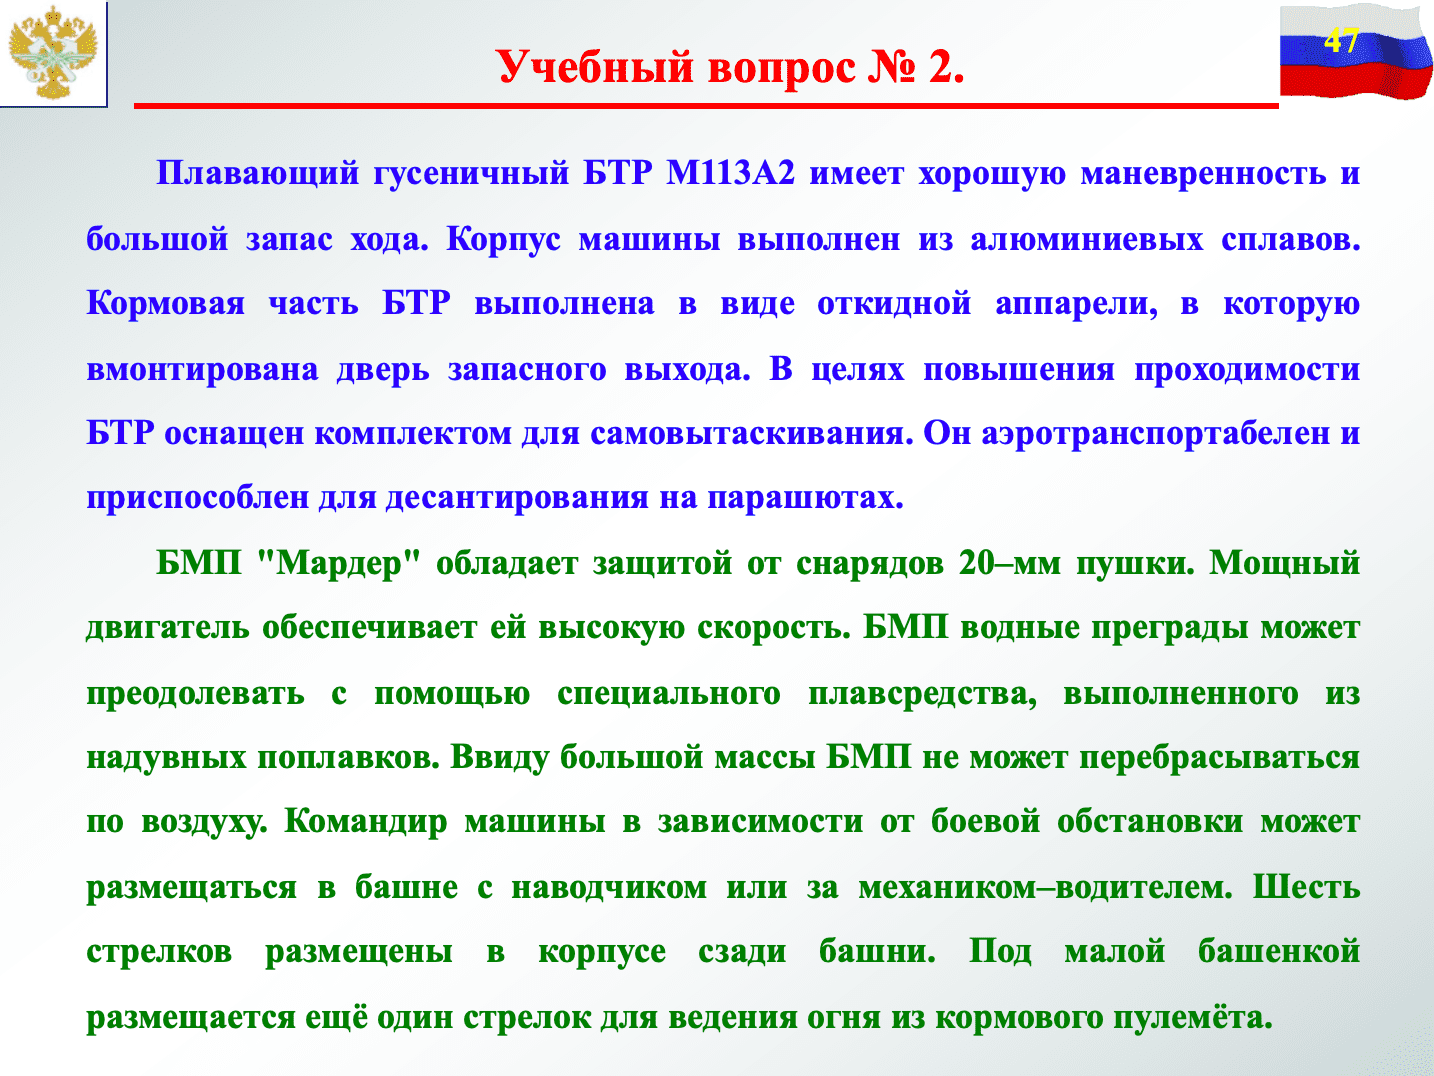 47
Учебный вопрос № 2.
Плавающий гусеничный БТР М113А2 имеет хорошую маневренность и
большой запас хода. Корпус машины выполнен из алюминиевых сплавов.
Кормовая часть БТР выполнена в виде откидной аппарели, в которую
вмонтирована дверь запасного выхода. В целях повышения проходимости
БТР оснащен комплектом для самовытаскивания. Он аэротранспортабелен и
приспособлен для десантирования на парашютах.
БМП "Мардер" обладает защитой от снарядов 20–мм пушки. Мощный
двигатель обеспечивает ей высокую скорость. БМП водные преграды может
преодолевать с помощью специального плавсредства, выполненного из
надувных поплавков. Ввиду большой массы БМП не может перебрасываться
по воздуху. Командир машины в зависимости от боевой обстановки может
размещаться в башне с наводчиком или за механиком–водителем. Шесть
стрелков размещены в корпусе сзади башни. Под малой башенкой
размещается ещё один стрелок для ведения огня из кормового пулемёта.